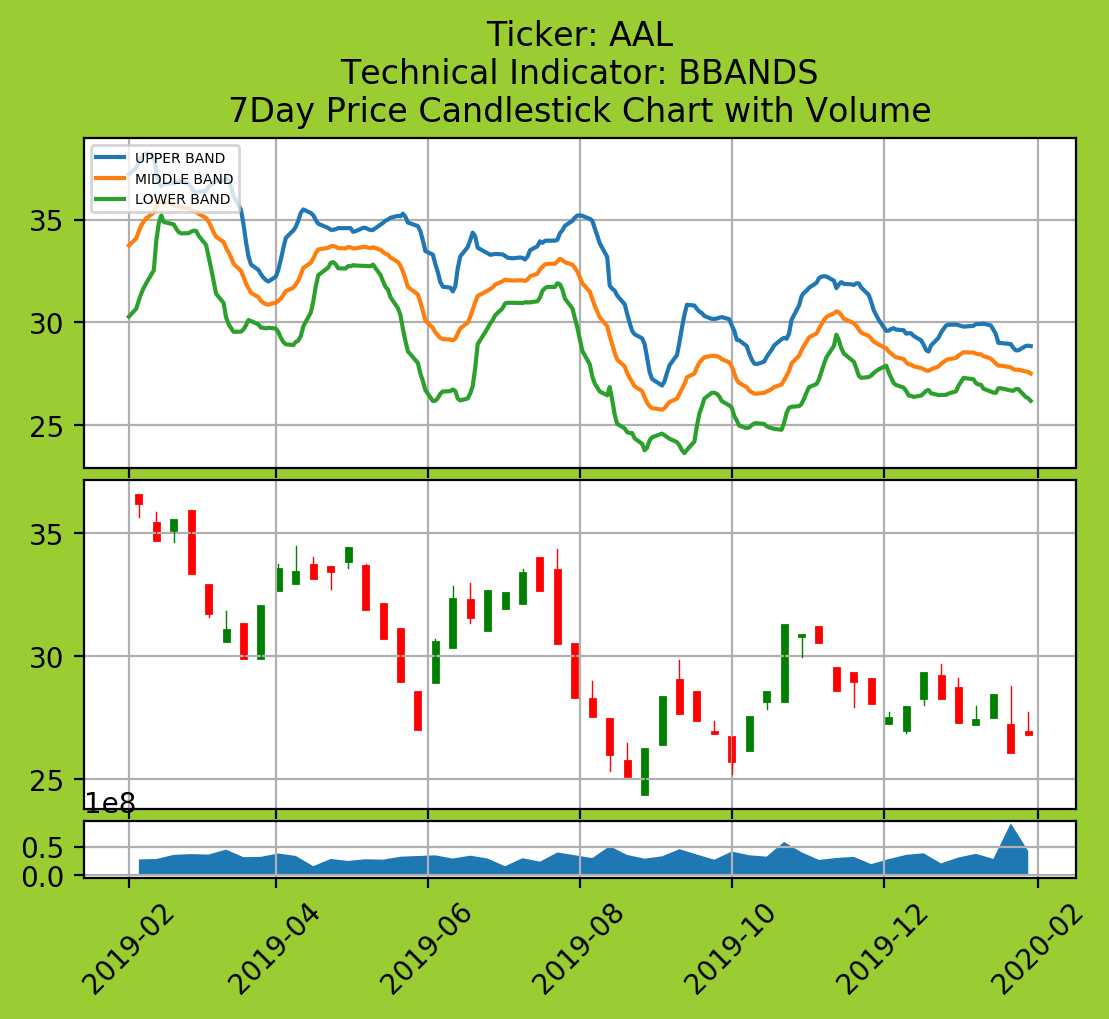 Ticker: AAL
Technical Indicator: BBANDS
7Day Price Candlestick Chart with Volume
UPPER BAND
MIDDLE BAND
LOWER BAND
35
30
25
35
30
25
1e8
0.5
0.0
2019-02
2019-04
2019-06
2019-08
2019-10
2019-12
2020-02